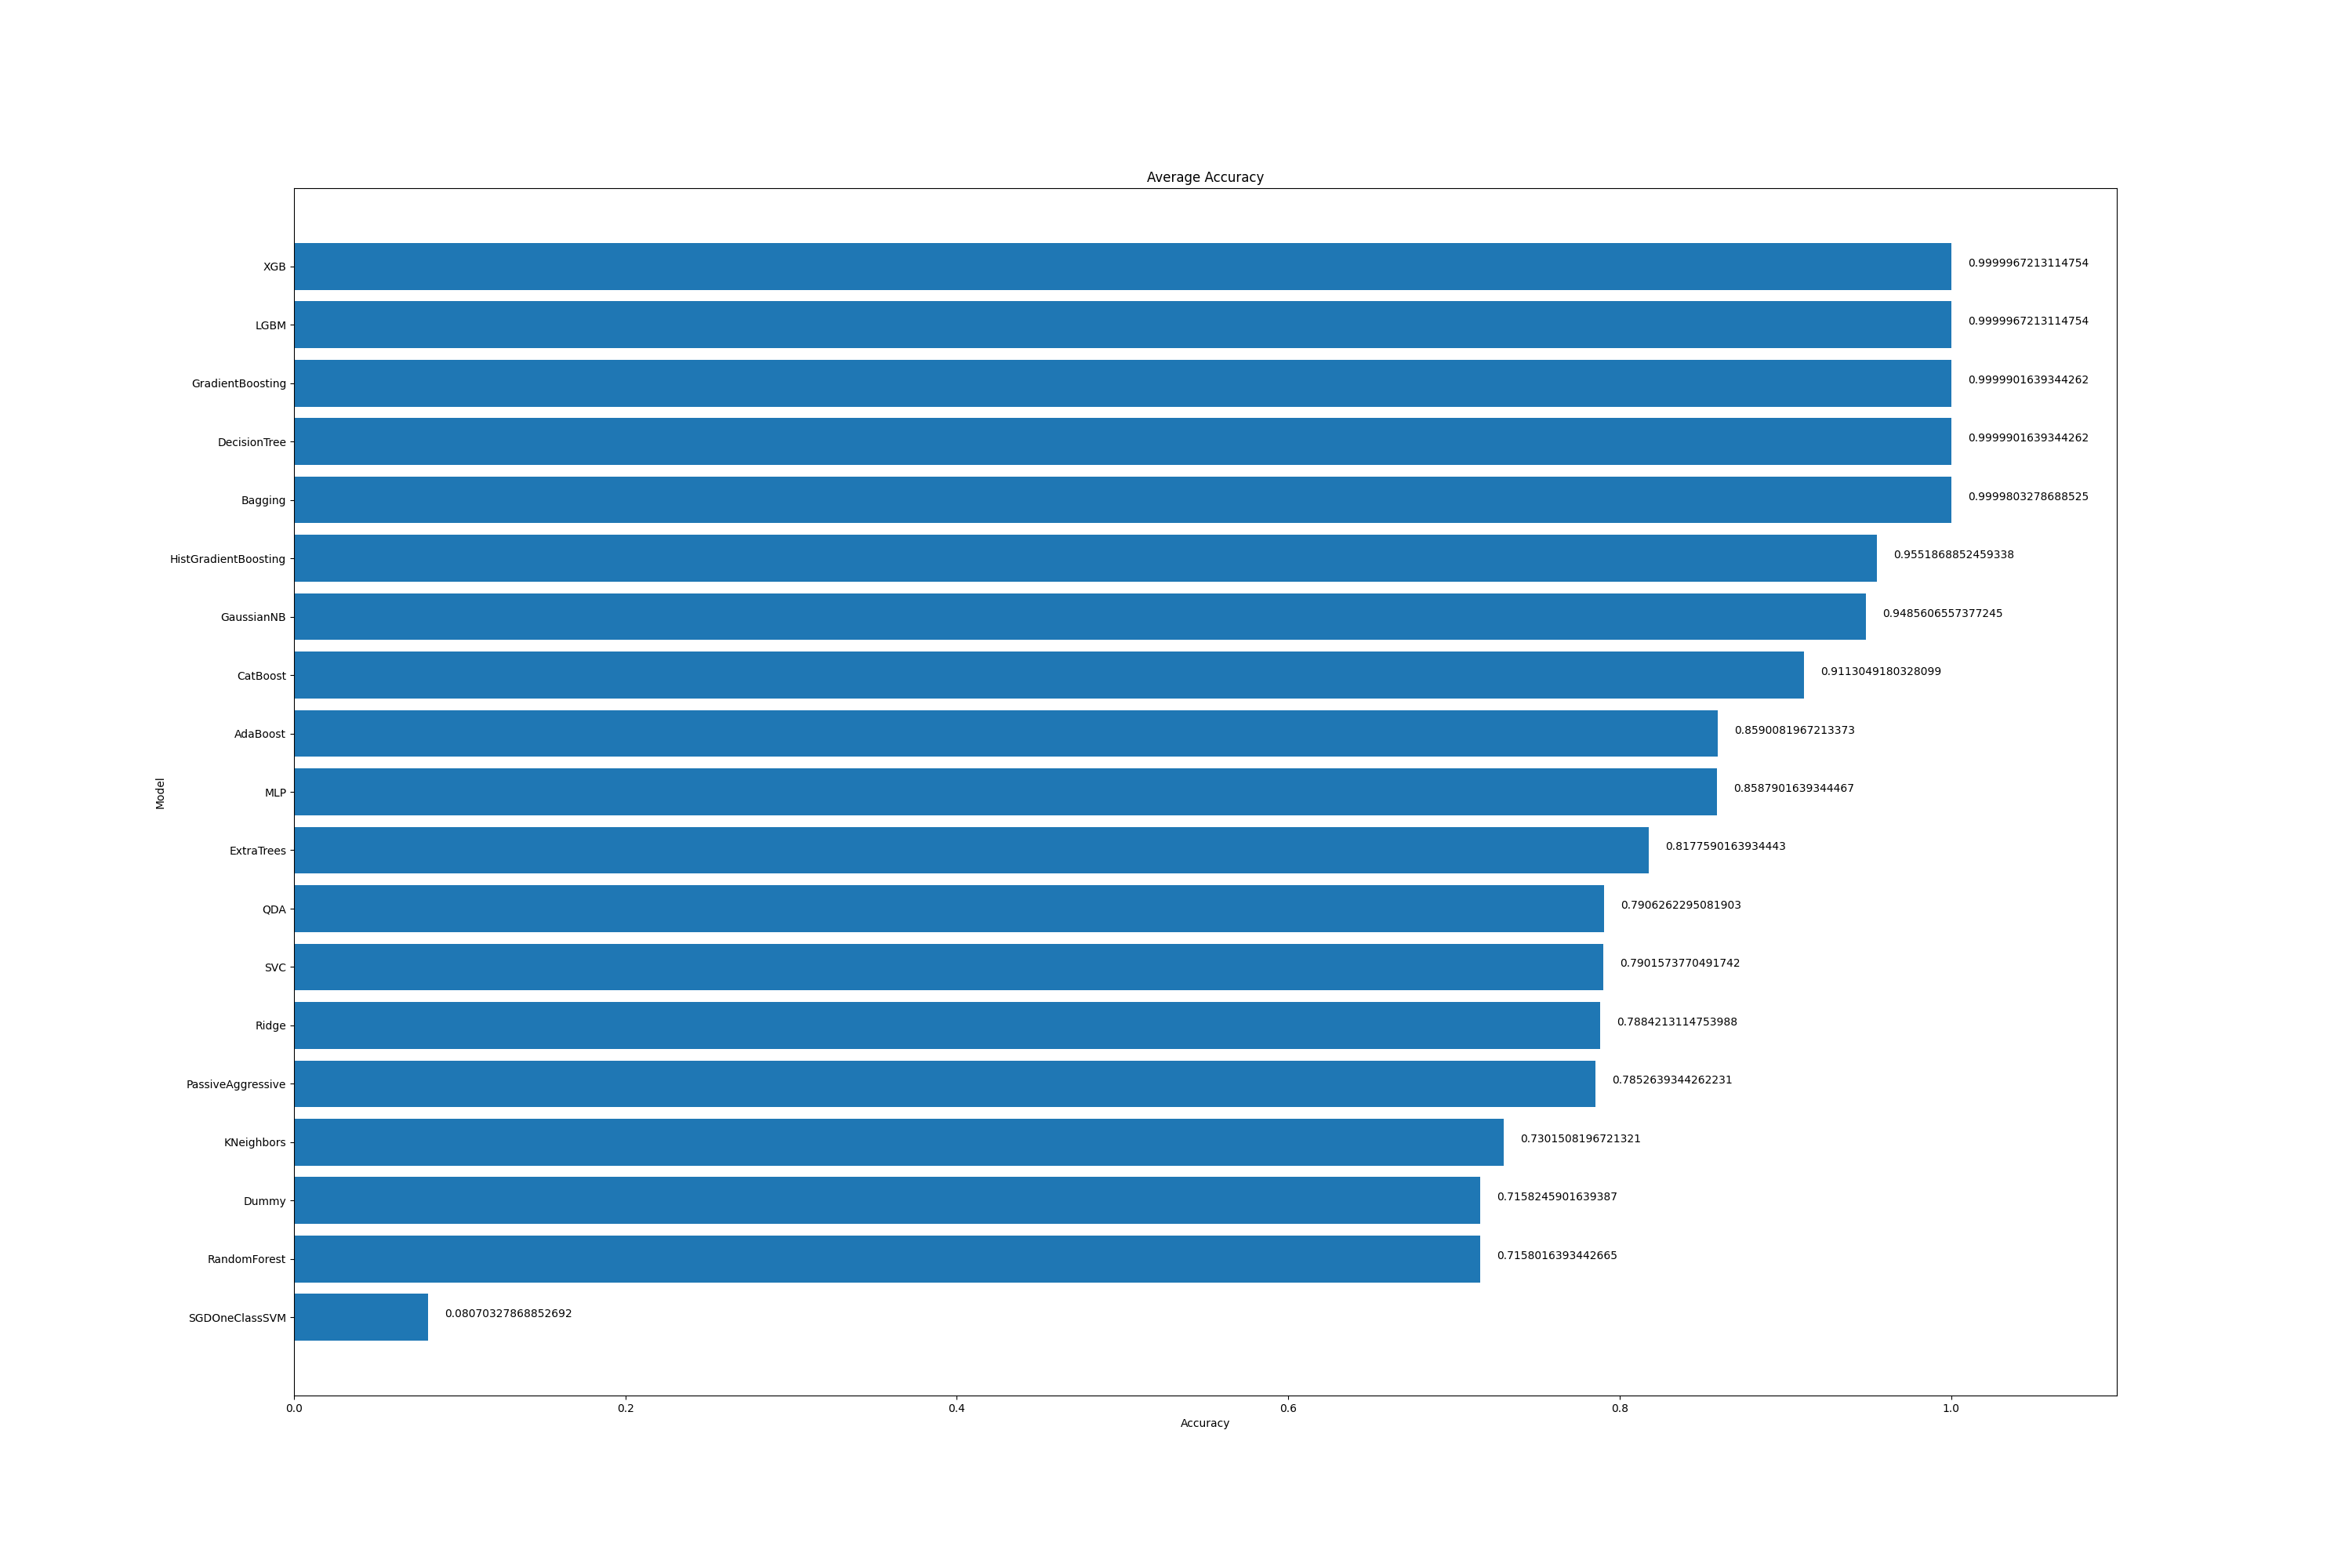 Average Accuracy
XGB 0.9999967213114754
LGBM 0.9999967213114754
GradientBoosting 0.9999901639344262
DecisionTree 0.9999901639344262
Bagging 0.9999803278688525
HistGradientBoosting 0.9551868852459338
GaussianNB 0.9485606557377245
CatBoost 0.9113049180328099
AdaBoost 0.8590081967213373
Model
MLP 0.8587901639344467
ExtraTrees 0.8177590163934443
QDA 0.7906262295081903
SVC 0.7901573770491742
Ridge 0.7884213114753988
PassiveAggressive 0.7852639344262231
KNeighbors 0.7301508196721321
Dummy 0.7158245901639387
RandomForest 0.7158016393442665
SGDOneClassSVM 0.08070327868852692
0.0 0.2 0.4 0.6 0.8 1.0
Accuracy